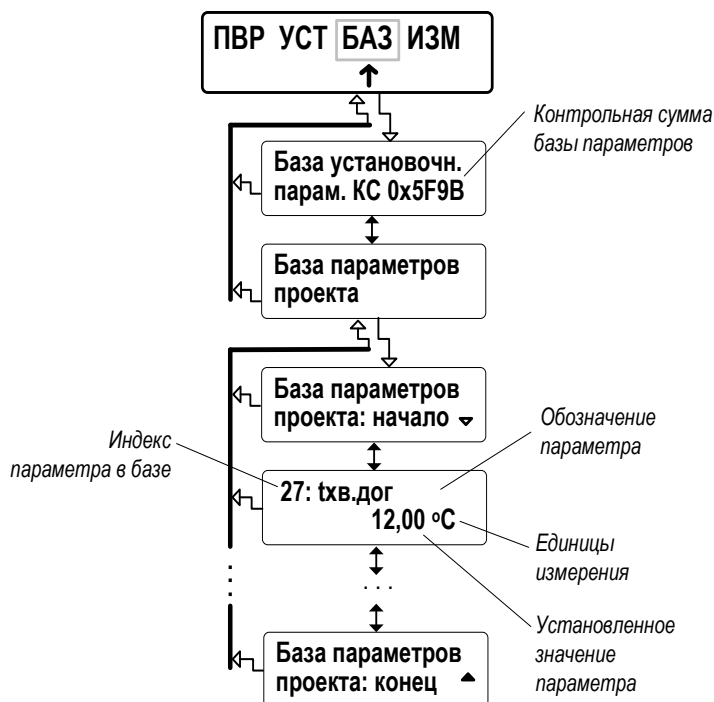 ПВР УСТ БАЗ ИЗМ
Контрольная сумма
базы параметров
База установочн.
парам. КС 0x5F9B
База параметров
проекта
База параметров
проекта: начало
Обозначение
параметра
Индекс
параметра в базе
27: tхв.дог
12,00 ºС
Единицы
измерения
. . .
Установленное
значение
параметра
База параметров
проекта: конец